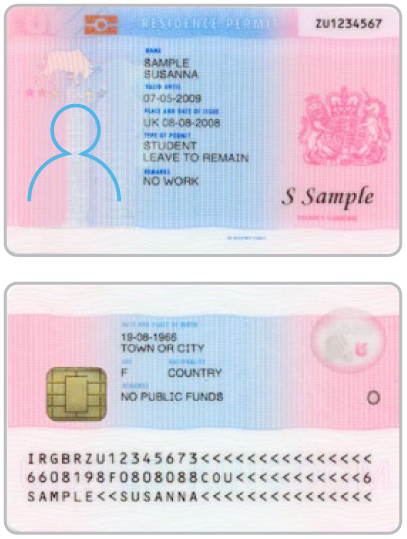 RESIDENCE PERMIT
ZU1234567
NAME
SAMPLE
SUSANNA
VALID UNTIL
07-05-2009
PLACE AND DATE OF ISSUE
UK 08-08-2008
TYPE OF PERMIT
STUDENT
LEAVE TO REMAIN
REMARKS
NO WORK
S Sample
DATE AND PLACE OF BIRTH
19-08-1966
TOWN OR CITY
SEX NATIONALITY
F COUNTRY
REMARKS
NO PUBLIC FUNDS
IRGBRZU12345673<<<<<<<<<<<<<<<
6608198F0808088COU<<<<<<<<<<<6
SAMPLE<<SUSANNA<<<<<<<<<<<<<<<